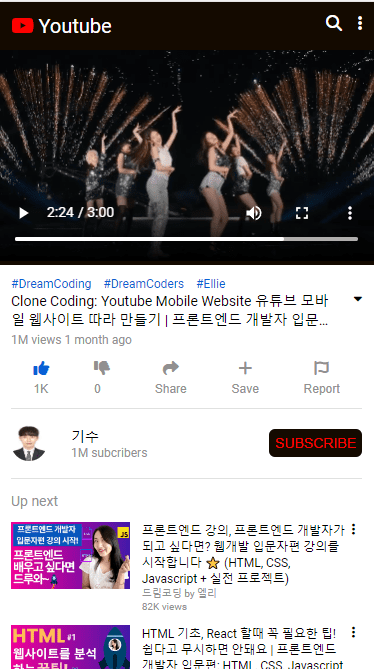 Youtube
2:24 / 3:00
#DreamCoding #DreamCoders #Ellie
Clone Coding: Youtube Mobile Website 유튜브 모바
일 웹사이트 따라 만들기 | 프론트엔드 개발자 입문...
1M views 1 month ago
1K 0 Share Save Report
기수
1M subcribers
SUBSCRIBE
Up next
프론트엔드 개발자
입문자편 강의 시작!
JS
프론트엔드
배우고 싶다면
드루와~
프론트엔드 강의, 프론트엔드 개발자가
되고 싶다면? 웹개발 입문자편 강의를
시작합니다 ⭐ (HTML, CSS,
Javascript + 실전 프로젝트)
드림코딩 by 엘리
82K views
HTML #1
웹사이트를 분석
HTML 기초, React 할때 꼭 필요한 팁!
쉽다고 무시하면 안돼요 | 프론트엔드
개발자 입문편: HTML, CSS, Javascript